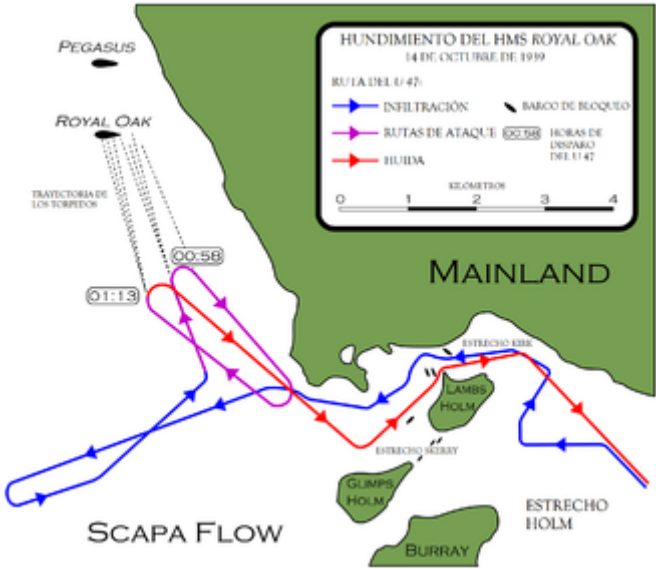 PEGASUS
ROYAL OAK
TRAYECTORIA DE
LOS TORPEDOS
00:58
01:13
HUNDIMIENTO DEL HMS ROYAL OAK
14 DE OCTUBRE DE 1939
RUTA DEL U 47:
INFILTRACIÓN
BARCO DE BLOQUEO
RUTAS DE ATAQUE
00:58
HORAS DE
DISPARO
DEL U 47
HUIDA
KILÓMETROS
0 1 2 3 4
MAINLAND
ESTRECHO KIRK
LAMBS
HOLM
ESTRECHO SKERRY
GLIMPS
HOLM
ESTRECHO
HOLM
SCAPA FLOW
BURRAY